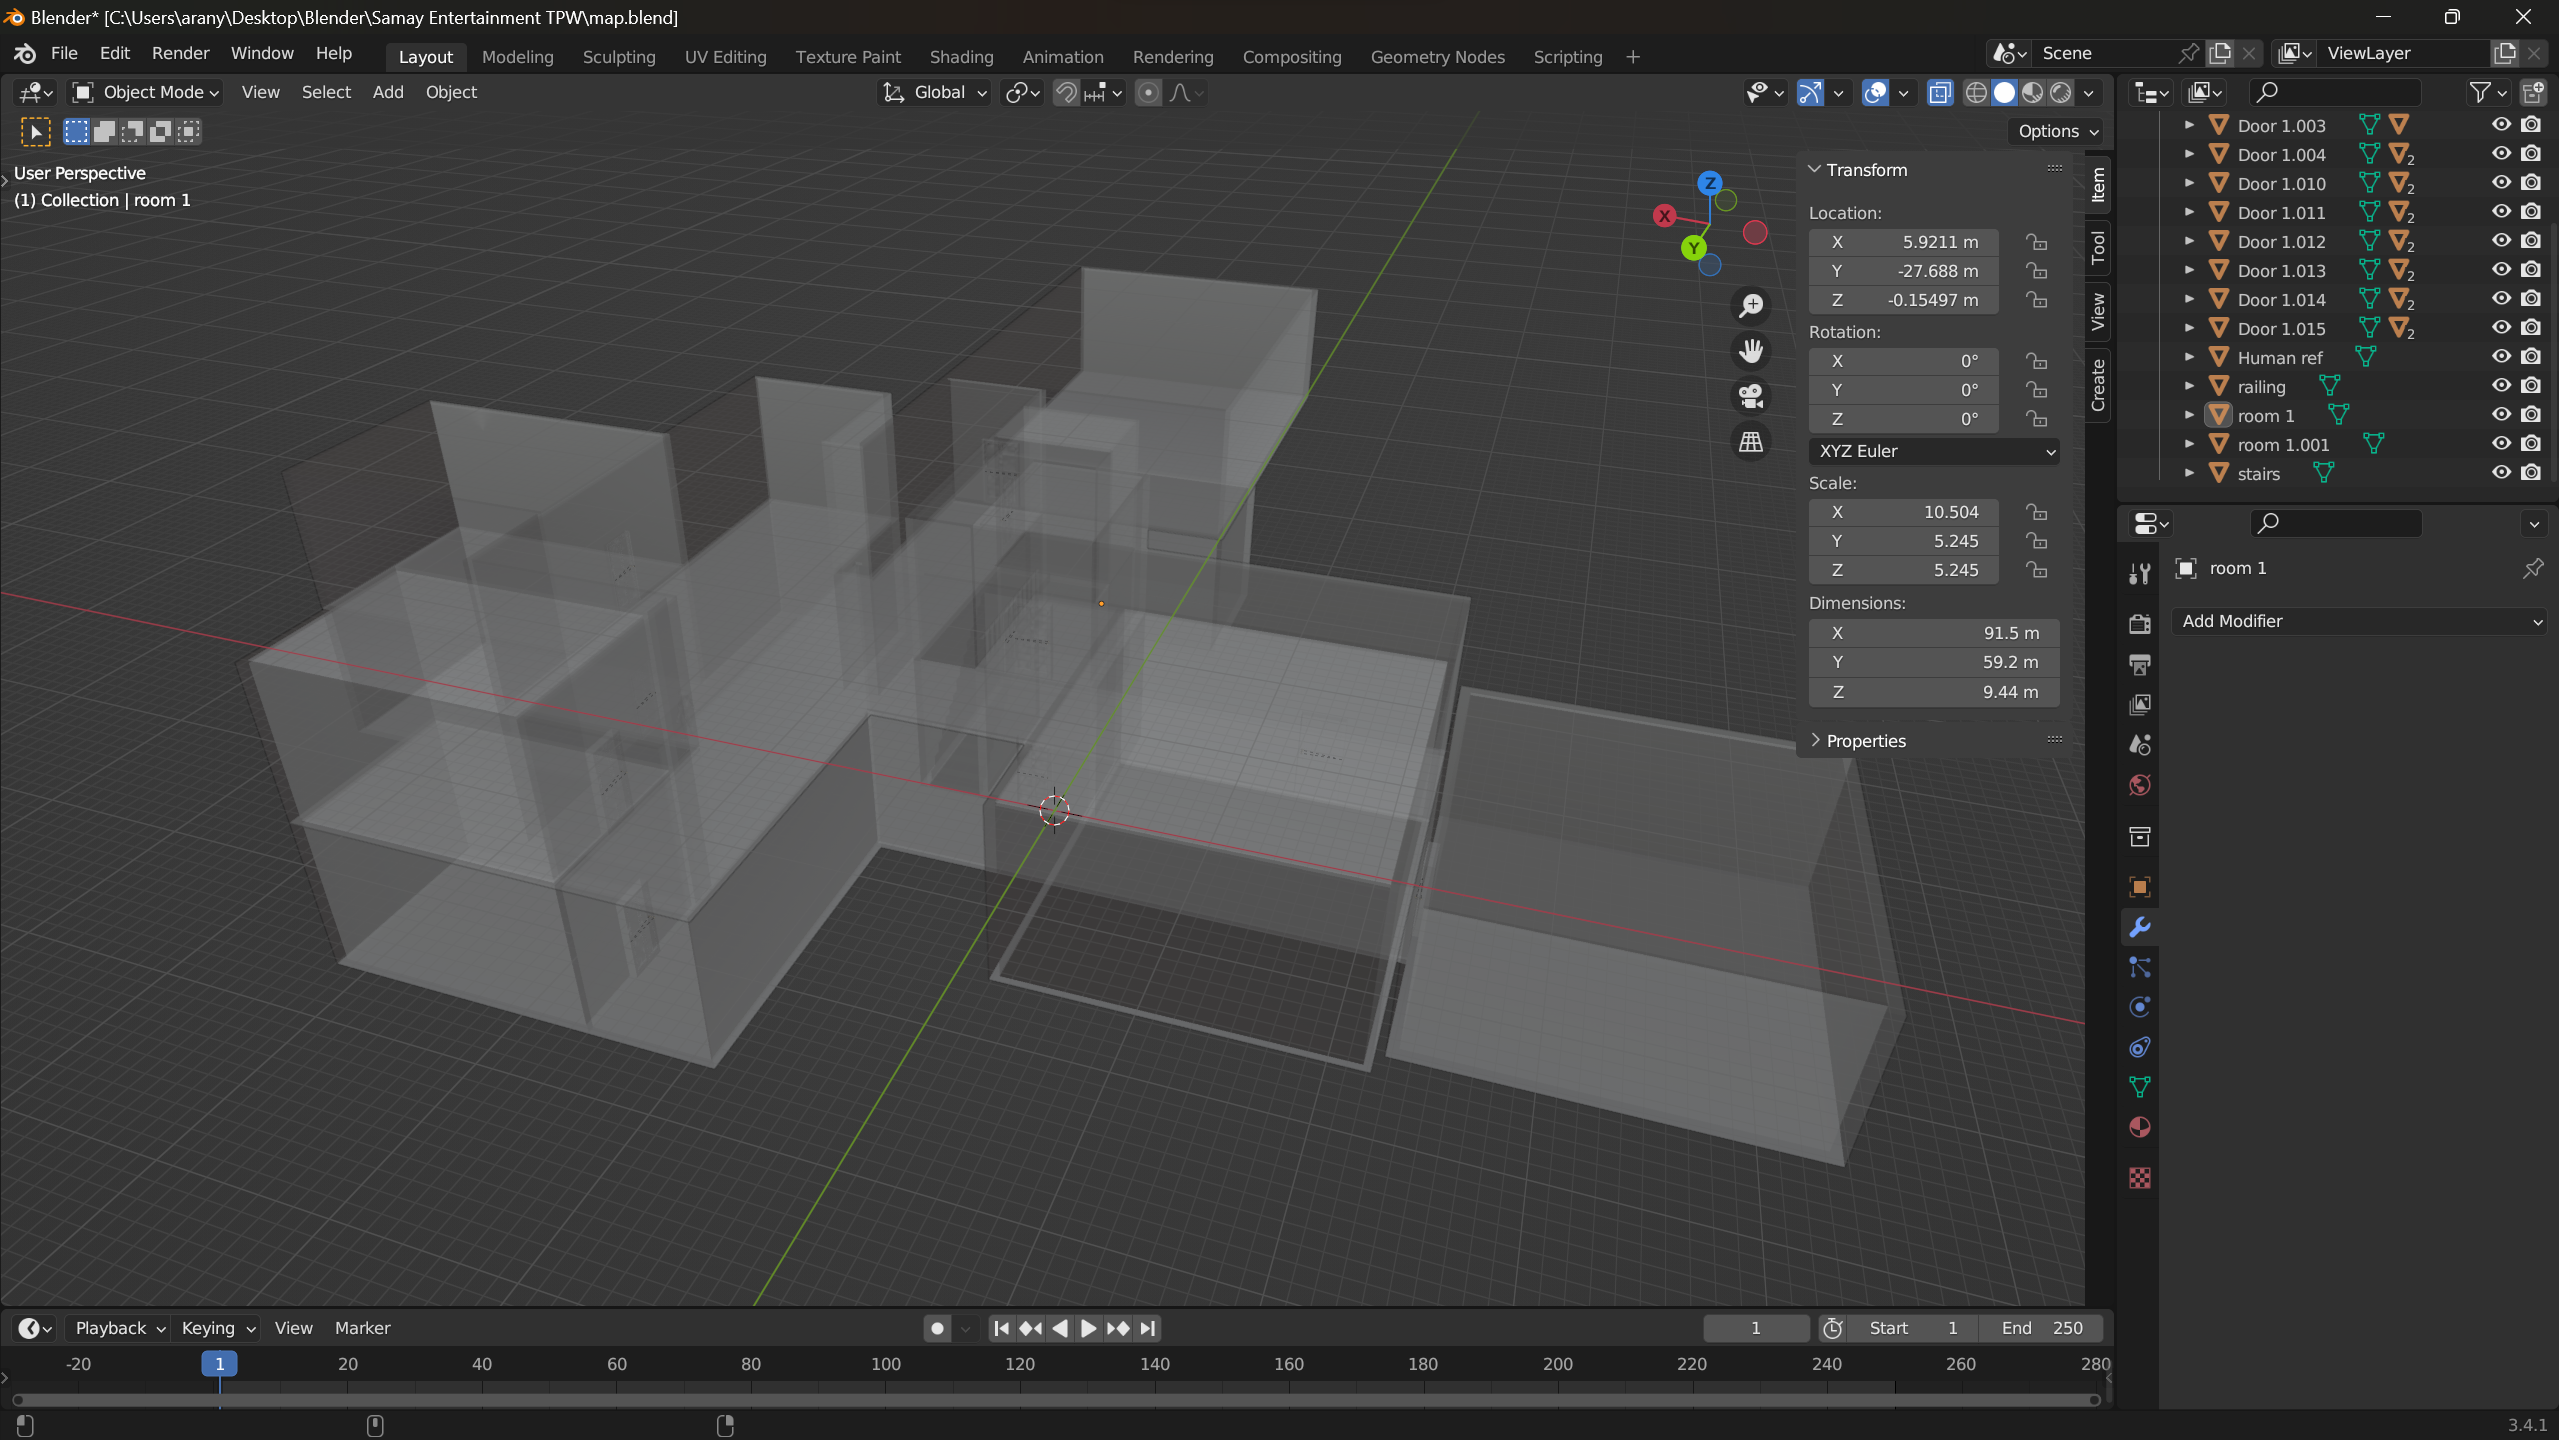 Blender* [C:\Users\arany\Desktop\Blender\Samay Entertainment TPW\map.blend]
File Edit Render Window Help Layout Modeling Sculpting UV Editing Texture Paint Shading Animation Rendering Compositing Geometry Nodes Scripting + Scene ViewLayer
Object Mode View Select Add Object Global
Options
User Perspective
(1) Collection | room 1
Z
X
Y
Transform
Location:
X 5.9211 m
Y -27.688 m
Z -0.15497 m
Rotation:
X 0°
Y 0°
Z 0°
XYZ Euler
Scale:
X 10.504
Y 5.245
Z 5.245
Dimensions:
X 91.5 m
Y 59.2 m
Z 9.44 m
Properties
Item
Tool
View
Create
Door 1.003
Door 1.004 2
Door 1.010 2
Door 1.011 2
Door 1.012 2
Door 1.013 2
Door 1.014 2
Door 1.015 2
Human ref
railing
room 1
room 1.001
stairs
room 1
Add Modifier
Playback Keying View Marker 1 Start 1 End 250
-20 1 20 40 60 80 100 120 140 160 180 200 220 240 260 280
3.4.1